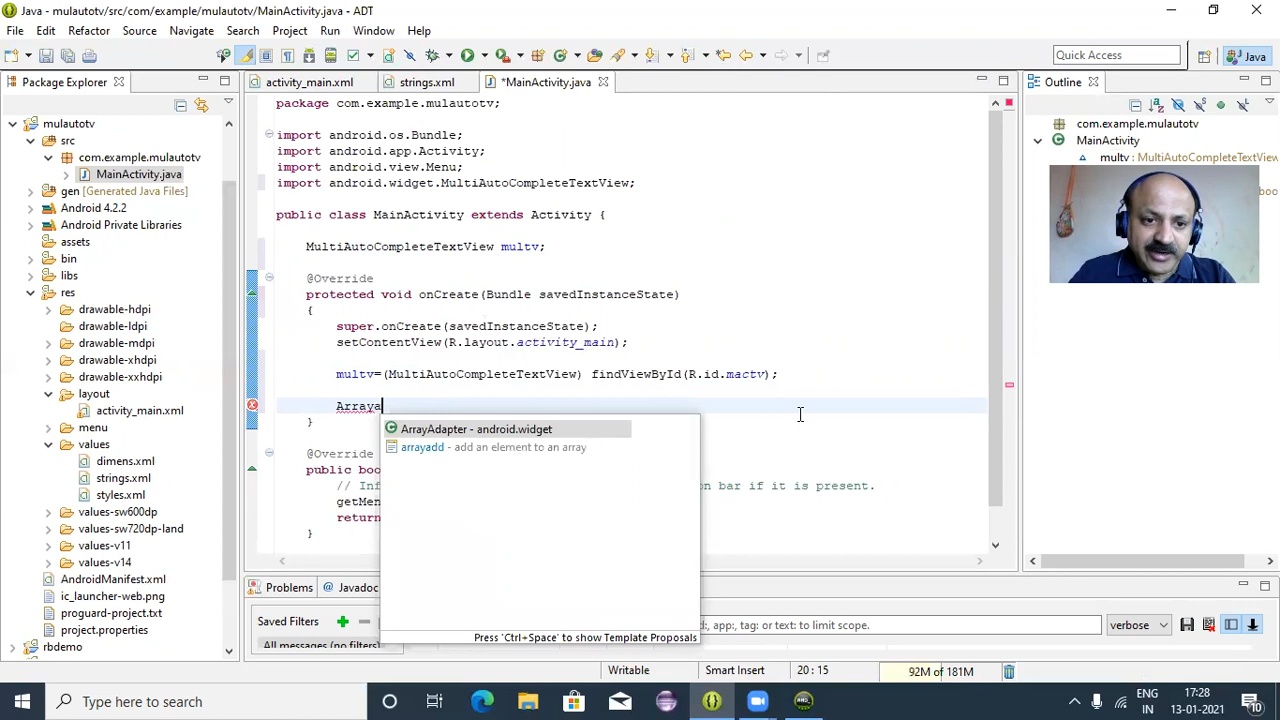 Java - mulautotv/src/com/example/mulautotv/MainActivity.java - ADT
File Edit Refactor Source Navigate Search Project Run Window Help
Quick Access
Java
Package Explorer
activity_main.xml
strings.xml
*MainActivity.java
Outline
mulautotv
src
com.example.mulautotv
MainActivity.java
gen [Generated Java Files]
Android 4.2.2
Android Private Libraries
assets
bin
libs
res
drawable-hdpi
drawable-ldpi
drawable-mdpi
drawable-xhdpi
drawable-xxhdpi
layout
activity_main.xml
menu
values
dimens.xml
strings.xml
styles.xml
values-sw600dp
values-sw720dp-land
values-v11
values-v14
AndroidManifest.xml
ic_launcher-web.png
proguard-project.txt
project.properties
rbdemo
package com.example.mulautotv;
import android.os.Bundle;
import android.app.Activity;
import android.view.Menu;
import android.widget.MultiAutoCompleteTextView;
public class MainActivity extends Activity {
MultiAutoCompleteTextView multv;
@Override
protected void onCreate(Bundle savedInstanceState)
{
super.onCreate(savedInstanceState);
setContentView(R.layout.activity_main);
multv=(MultiAutoCompleteTextView) findViewById(R.id.mactv);
Arraya
}
@Override
public boo
// Inf
on bar if it is present.
getMen
return
}
ArrayAdapter - android.widget
arrayadd - add an element to an array
Press 'Ctrl+Space' to show Template Proposals
com.example.mulautotv
MainActivity
multv : MultiAutoCompleteTextView
boo
Problems
@ Javadoc
Saved Filters
All messages (no filters)
:, app:, tag: or text: to limit scope.
verbose
Writable
Smart Insert
20 : 15
92M of 181M
Type here to search
ENG
IN
17:28
13-01-2021
10